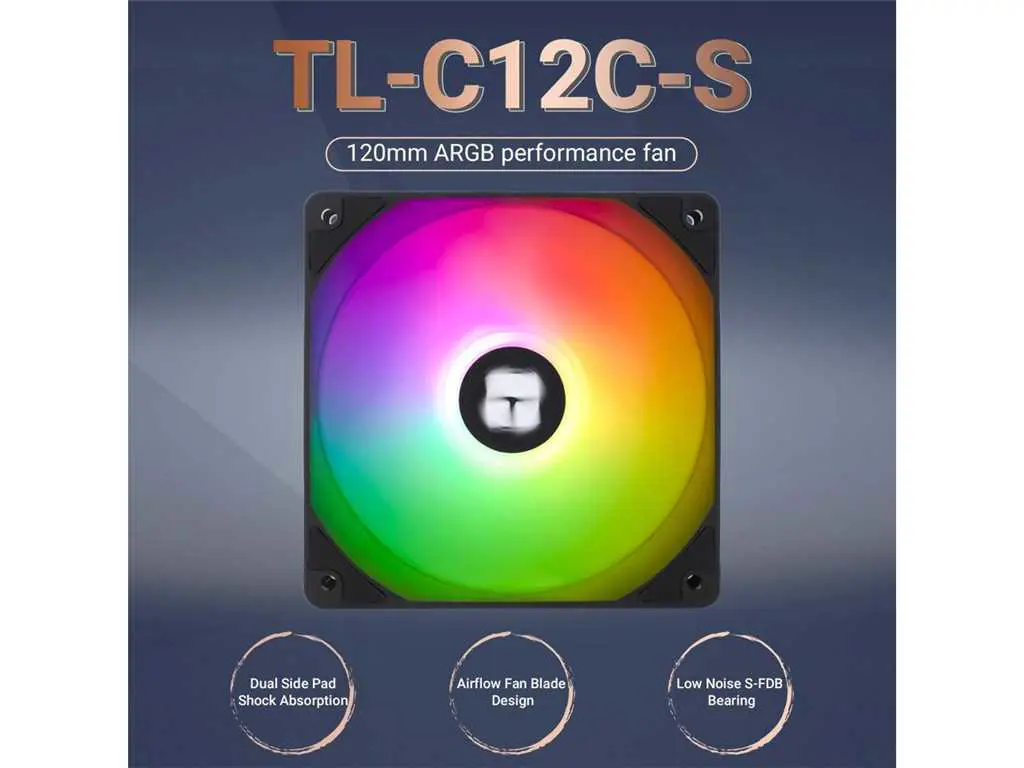 TL-C12C-S
120mm ARGB performance fan
Dual Side Pad
Shock Absorption
Airflow Fan Blade
Design
Low Noise S-FDB
Bearing